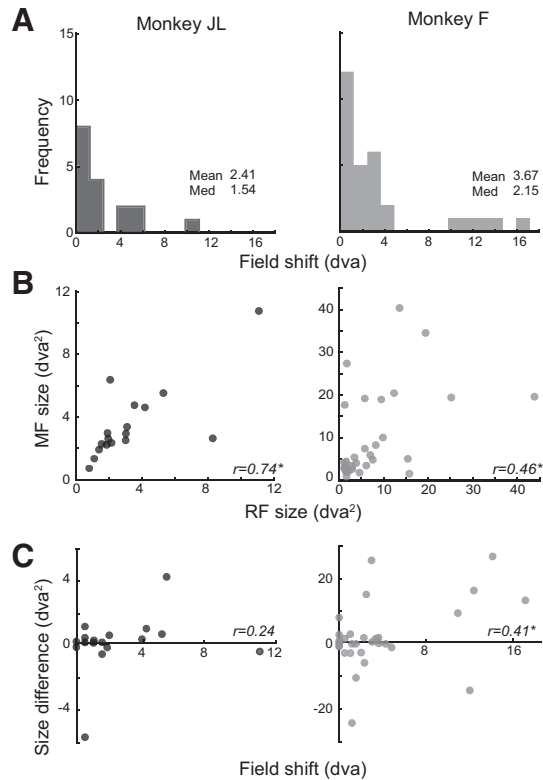 A
Monkey JL
Monkey F
15
10
5
0
Frequency
Mean 2.41
Med 1.54
Mean 3.67
Med 2.15
0 4 8 12 16
0 4 8 12 16
Field shift (dva)
B
12
8
4
0
MF size (dva²)
40
30
20
10
0
r=0.74*
r=0.46*
0 4 8 12
0 10 20 30 40
RF size (dva²)
C
4
0
-4
Size difference (dva²)
20
0
-20
r=0.24
r=0.41*
4 8 12
8 16
Field shift (dva)